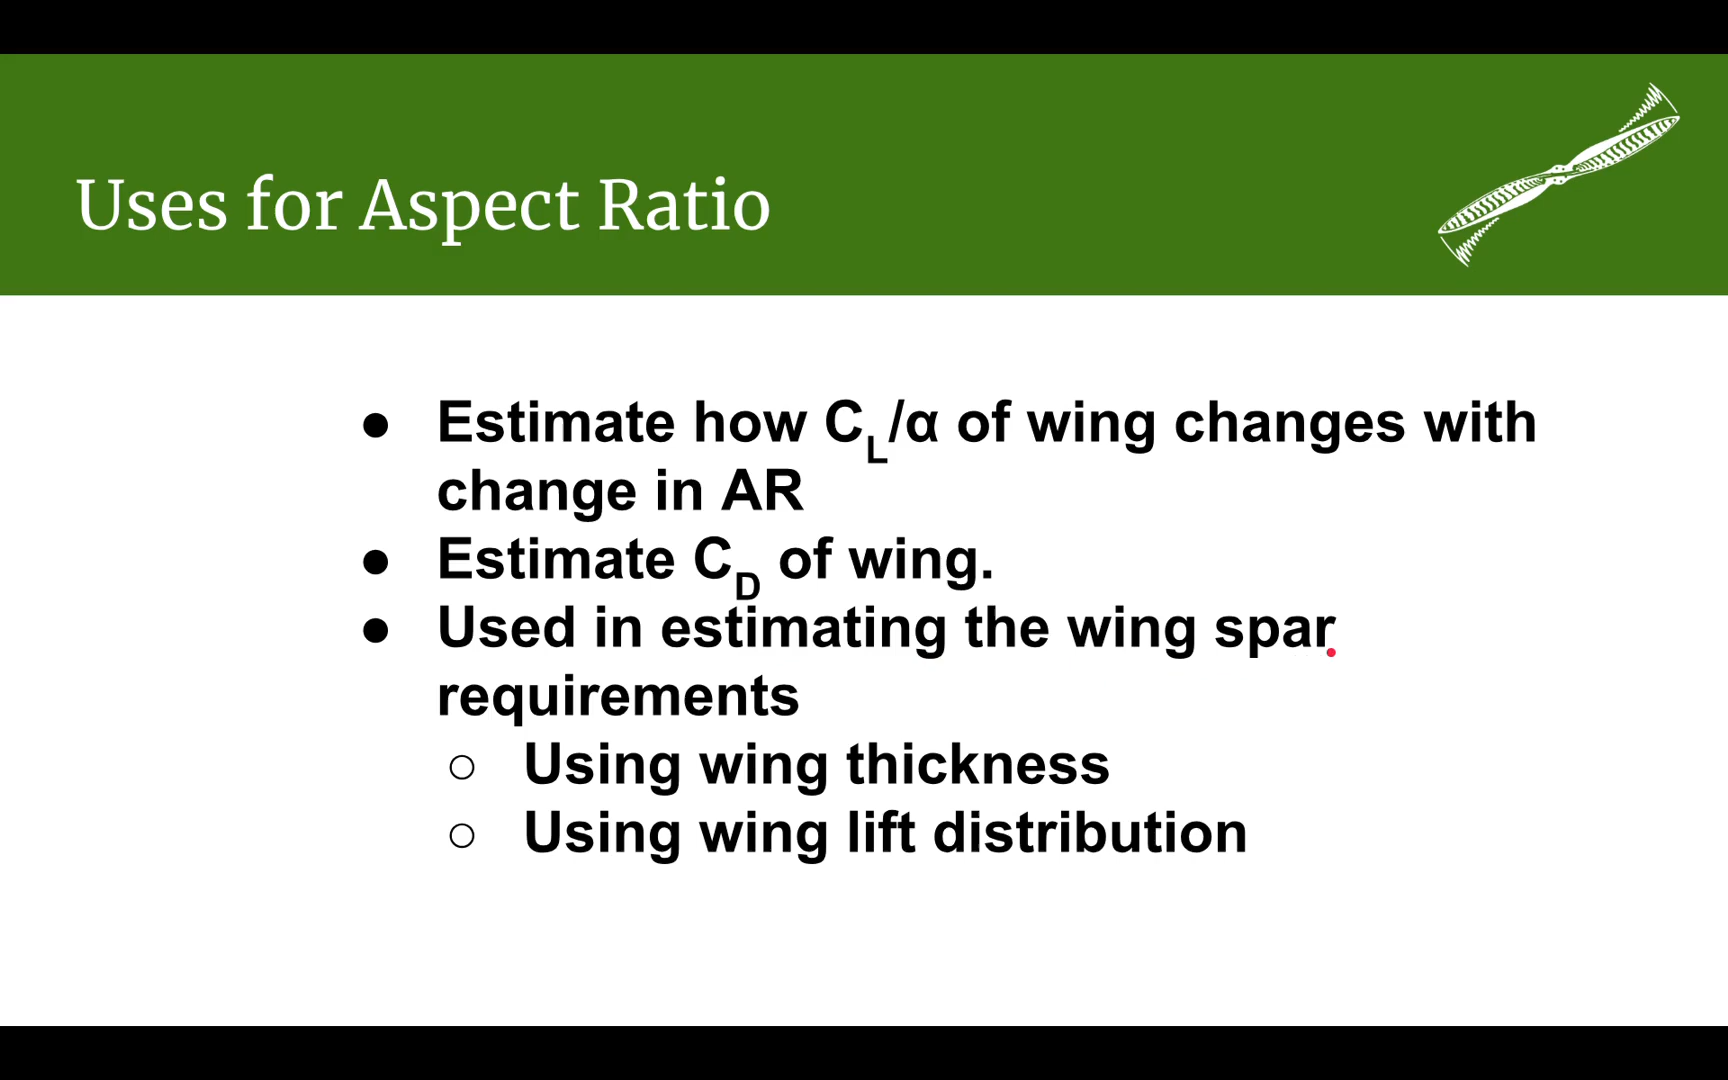 Uses for Aspect Ratio
● Estimate how C_L/α of wing changes with
change in AR
● Estimate C_D of wing.
● Used in estimating the wing spar
requirements
○ Using wing thickness
○ Using wing lift distribution